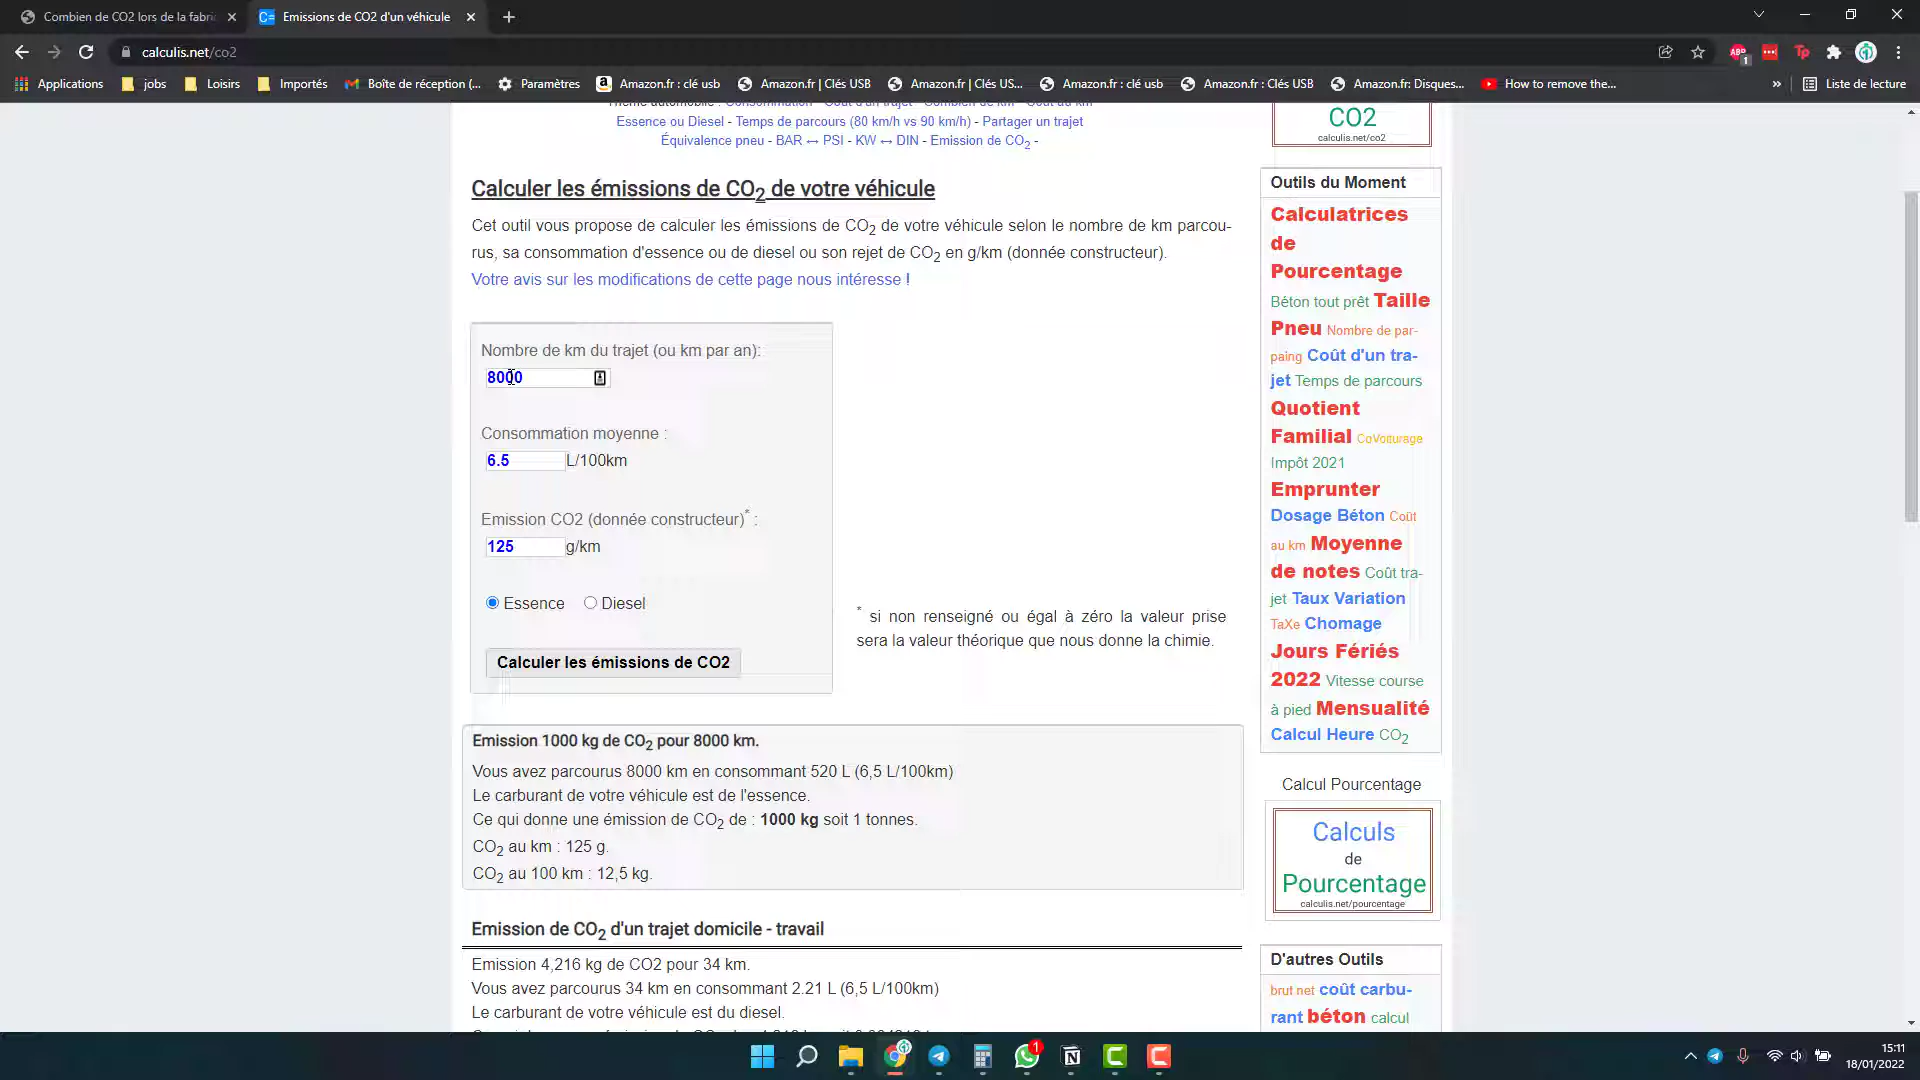 Combien de CO2 lors de la fabri
Emissions de CO2 d'un véhicule
calculis.net/co2
Applications
jobs
Loisirs
Importés
Boîte de réception (...
Paramètres
Amazon.fr : clé usb
Amazon.fr | Clés USB
Amazon.fr | Clés US...
Amazon.fr : clé usb
Amazon.fr : Clés USB
Amazon.fr: Disques...
How to remove the...
»
Liste de lecture
Thème automobile : Consommation - Coût d'un trajet - Combien de km - Coût au km
Essence ou Diesel - Temps de parcours (80 km/h vs 90 km/h) - Partager un trajet
Équivalence pneu - BAR ↔ PSI - KW ↔ DIN - Emission de CO2 -
Calculer les émissions de CO2 de votre véhicule
Cet outil vous propose de calculer les émissions de CO2 de votre véhicule selon le nombre de km parcou-
rus, sa consommation d'essence ou de diesel ou son rejet de CO2 en g/km (donnée constructeur).
Votre avis sur les modifications de cette page nous intéresse !
Nombre de km du trajet (ou km par an):
8000
Consommation moyenne :
6.5 L/100km
Emission CO2 (donnée constructeur)* :
125 g/km
Essence Diesel
Calculer les émissions de CO2
* si non renseigné ou égal à zéro la valeur prise
sera la valeur théorique que nous donne la chimie.
Emission 1000 kg de CO2 pour 8000 km.
Vous avez parcourus 8000 km en consommant 520 L (6,5 L/100km)
Le carburant de votre véhicule est de l'essence.
Ce qui donne une émission de CO2 de : 1000 kg soit 1 tonnes.
CO2 au km : 125 g.
CO2 au 100 km : 12,5 kg.
Emission de CO2 d'un trajet domicile - travail
Emission 4,216 kg de CO2 pour 34 km.
Vous avez parcourus 34 km en consommant 2.21 L (6,5 L/100km)
Le carburant de votre véhicule est du diesel.
CO2
calculis.net/co2
Outils du Moment
Calculatrices
de
Pourcentage
Béton tout prêt Taille
Pneu Nombre de par-
paing Coût d'un tra-
jet Temps de parcours
Quotient
Familial CoVoiturage
Impôt 2021
Emprunter
Dosage Béton Coût
au km Moyenne
de notes Coût tra-
jet Taux Variation
TaXe Chomage
Jours Fériés
2022 Vitesse course
à pied Mensualité
Calcul Heure CO2
Calcul Pourcentage
Calculs
de
Pourcentage
calculis.net/pourcentage
D'autres Outils
brut net coût carbu-
rant béton calcul
15:11
18/01/2022